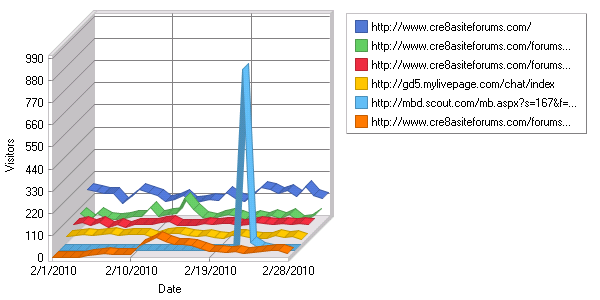 990
880
770
660
550
440
330
220
110
0
Visitors
2/1/2010 2/10/2010 2/19/2010 2/28/2010
Date
http://www.cre8asiteforums.com/
http://www.cre8asiteforums.com/forums...
http://www.cre8asiteforums.com/forums...
http://gd5.mylivepage.com/chat/index
http://mbd.scout.com/mb.aspx?s=167&f=...
http://www.cre8asiteforums.com/forums...